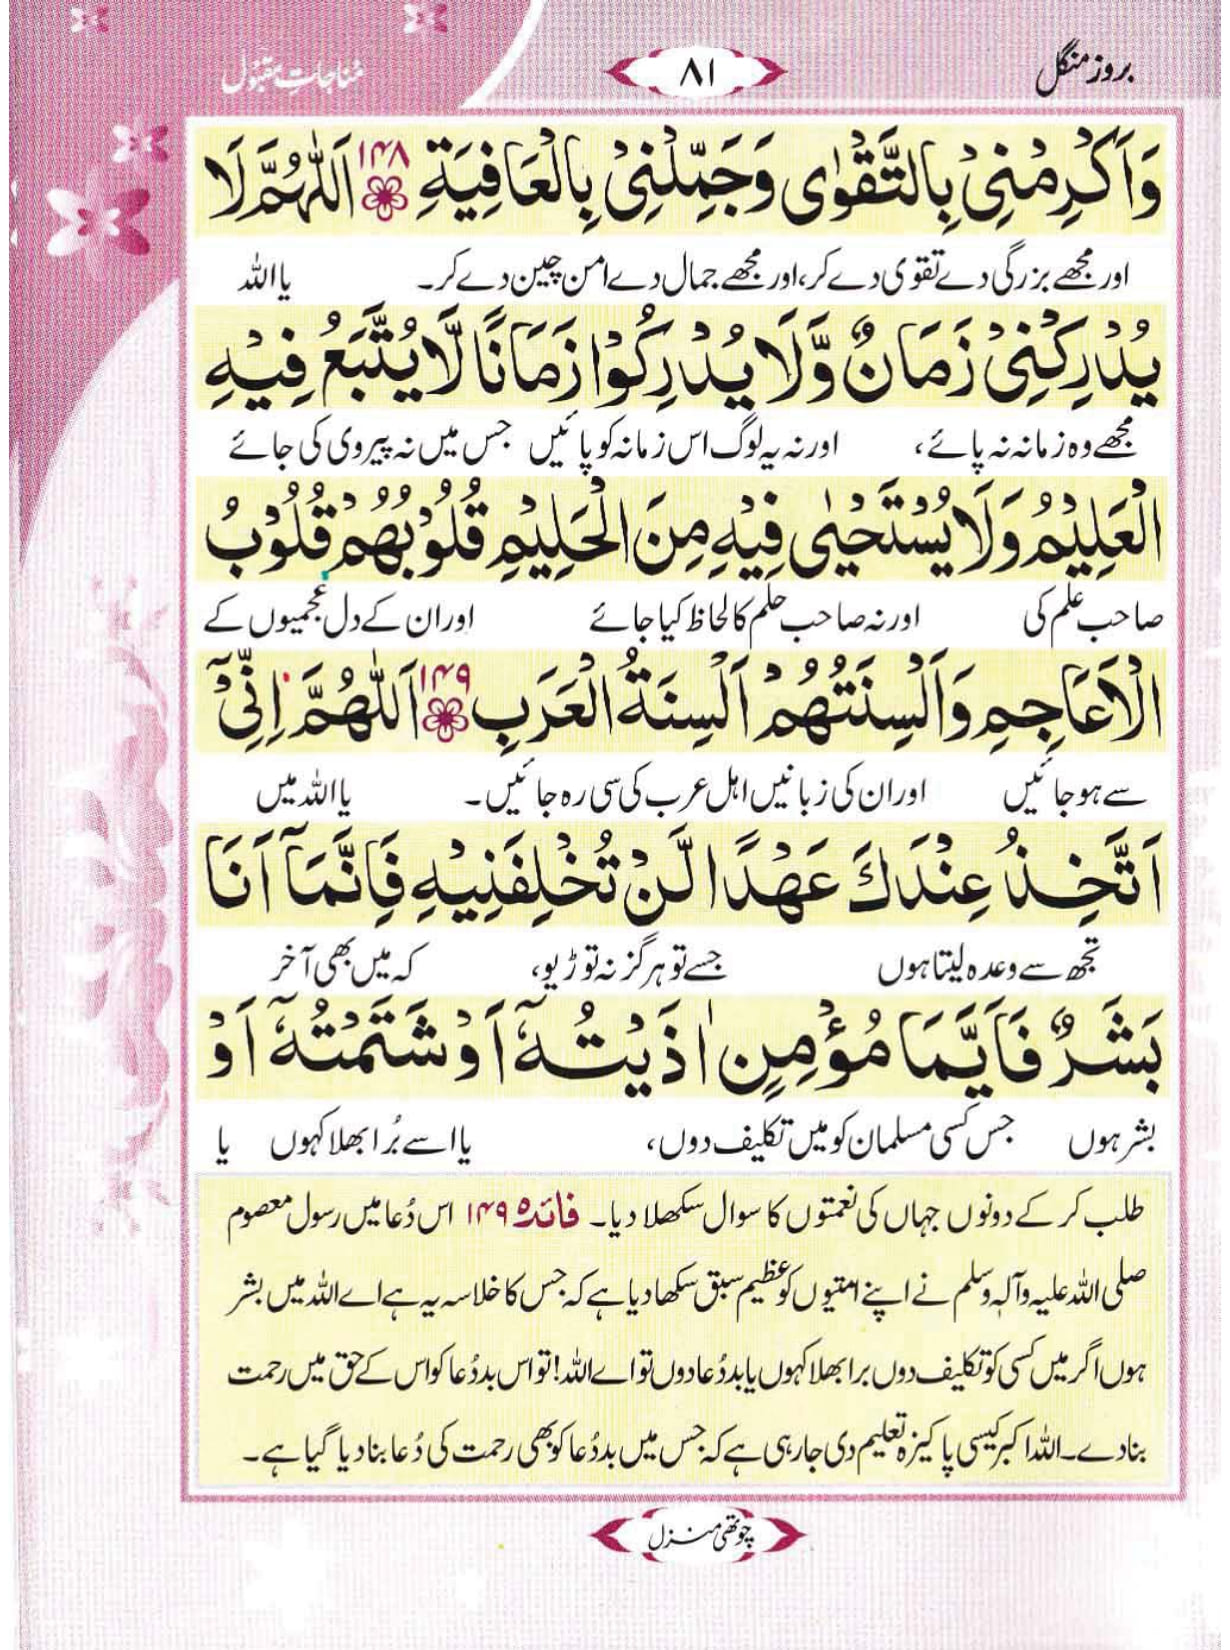 بروز منگل
۸۱
مُناجاتِ مقبُول
وَاَكْرِمْنِيْ بِالتَّقْوٰى وَجَمِّلْنِيْ بِالْعَافِيَةِ ۱۴۸ اَللّٰهُمَّ لَا
اور مجھے بزرگی دے تقوی دے کر، اور مجھے جمال دے امن چین دے کر۔ یا اللہ
يُدْرِكْنِيْ زَمَانٌ وَّلَا يُدْرِكُوْا زَمَانًا لَّا يُتَّبَعُ فِيْهِ
مجھے وہ زمانہ نہ پائے، اور نہ یہ لوگ اس زمانہ کو پائیں جس میں نہ پیروی کی جائے
الْعَلِيْمُ وَلَا يُسْتَحْيٰى فِيْهِ مِنَ الْحَلِيْمِ قُلُوْبُهُمْ قُلُوْبُ
صاحب علم کی اور نہ صاحب حلم کا لحاظ کیا جائے اور ان کے دل عجمیوں کے
الْاَعَاجِمِ وَاَلْسِنَتُهُمْ اَلْسِنَةُ الْعَرَبِ ۱۴۹ اَللّٰهُمَّ اِنِّيْٓ
سے ہو جائیں اور ان کی زبانیں اہل عرب کی سی رہ جائیں۔ یا اللہ میں
اَتَّخِذُ عِنْدَكَ عَهْدًا لَّنْ تُخْلِفَنِيْهِ فَاِنَّمَآ اَنَا
تجھ سے وعدہ لیتا ہوں جسے تو ہرگز نہ توڑیو، کہ میں بھی آخر
بَشَرٌ فَاَيَّمَا مُؤْمِنٍ اٰذَيْتُهٗٓ اَوْ شَتَمْتُهٗٓ اَوْ
بشر ہوں جس کسی مسلمان کو میں تکلیف دوں، یا اسے بُرا بھلا کہوں یا
طلب کر کے دونوں جہاں کی نعمتوں کا سوال سکھلا دیا۔ فائدہ ۱۴۹ اس دُعا میں رسول معصوم
صلی اللہ علیہ وآلہ وسلم نے اپنے امتیوں کو عظیم سبق سکھا دیا ہے کہ جس کا خلاسہ یہ ہے اے اللہ میں بشر
ہوں اگر میں کسی کو تکلیف دوں برا بھلا کہوں یا بددُعا دوں تو اے اللہ! تو اس بددُعا کو اس کے حق میں رحمت
بنا دے۔ اللہ اکبر کیسی پاکیزہ تعلیم دی جا رہی ہے کہ جس میں بددُعا کو بھی رحمت کی دُعا بنا دیا گیا ہے۔
چوتھی منزل